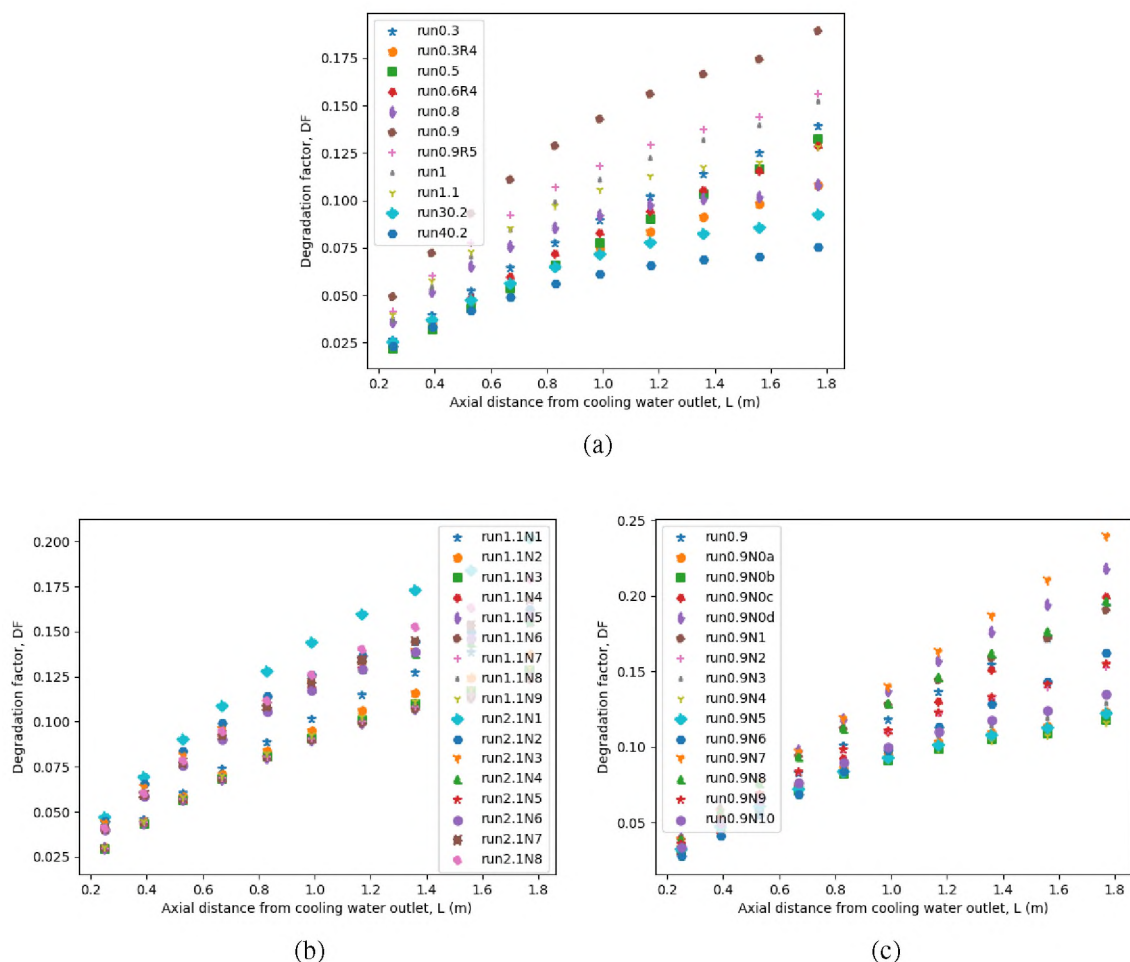 run0.3
run0.3R4
run0.5
run0.6R4
run0.8
run0.9
run0.9R5
run1
run1.1
run30.2
run40.2
0.175
0.150
0.125
0.100
0.075
0.050
0.025
Degradation factor, DF
0.2 0.4 0.6 0.8 1.0 1.2 1.4 1.6 1.8
Axial distance from cooling water outlet, L (m)
(a)
0.200
0.175
0.150
0.125
0.100
0.075
0.050
0.025
Degradation factor, DF
run1.1N1
run1.1N2
run1.1N3
run1.1N4
run1.1N5
run1.1N6
run1.1N7
run1.1N8
run1.1N9
run2.1N1
run2.1N2
run2.1N3
run2.1N4
run2.1N5
run2.1N6
run2.1N7
run2.1N8
0.2 0.4 0.6 0.8 1.0 1.2 1.4 1.6 1.8
Axial distance from cooling water outlet, L (m)
(b)
0.25
0.20
0.15
0.10
0.05
Degradation factor, DF
run0.9
run0.9N0a
run0.9N0b
run0.9N0c
run0.9N0d
run0.9N1
run0.9N2
run0.9N3
run0.9N4
run0.9N5
run0.9N6
run0.9N7
run0.9N8
run0.9N9
run0.9N10
0.2 0.4 0.6 0.8 1.0 1.2 1.4 1.6 1.8
Axial distance from cooling water outlet, L (m)
(c)